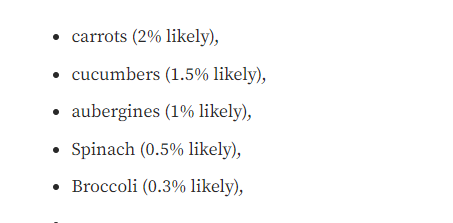 • carrots (2% likely),
• cucumbers (1.5% likely),
• aubergines (1% likely),
• Spinach (0.5% likely),
• Broccoli (0.3% likely),